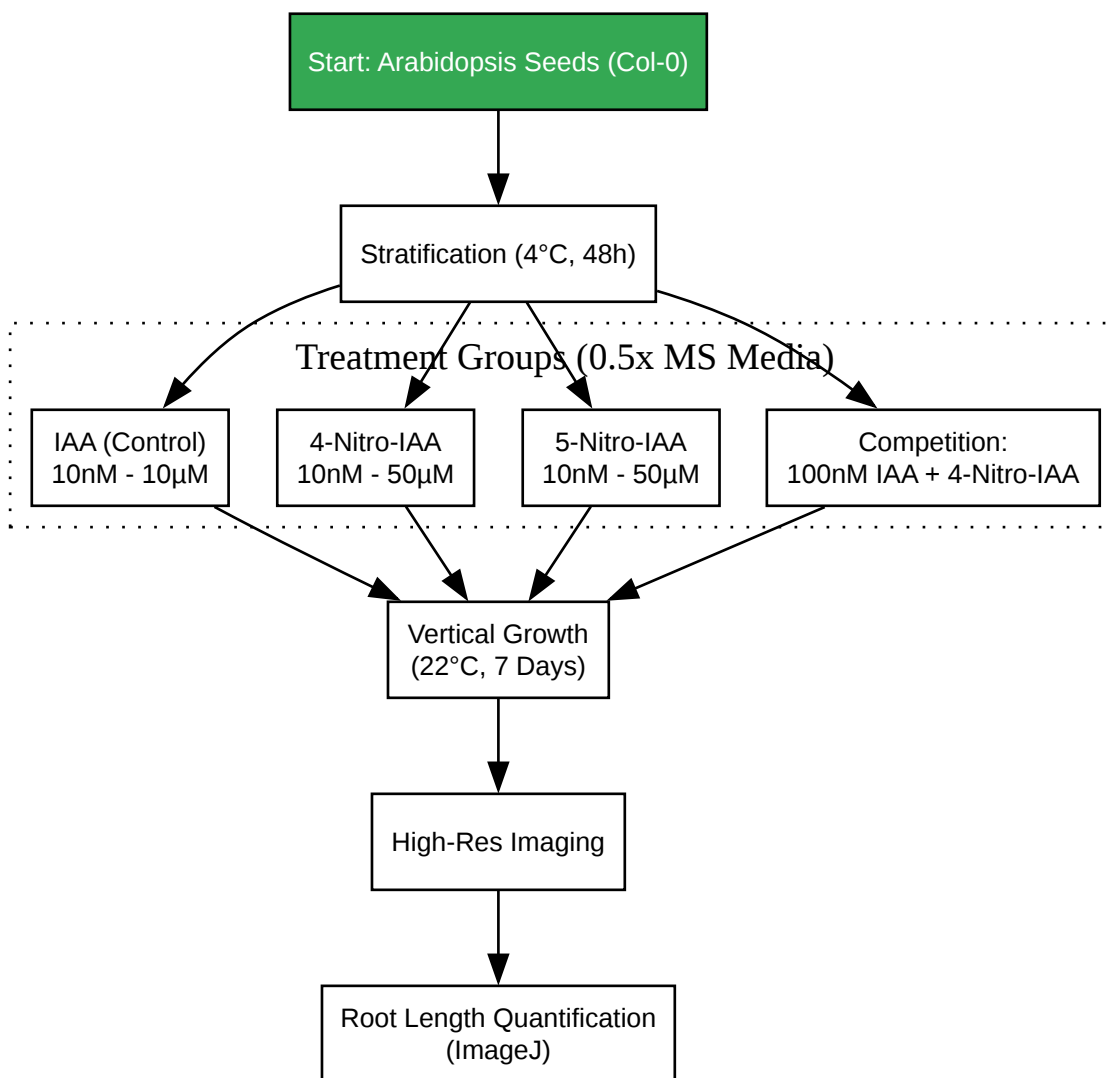 Start: Arabidopsis Seeds (Col-0)
Stratification (4°C, 48h)
Treatment Groups (0.5x MS Media)
IAA (Control)
10nM - 10µM
4-Nitro-IAA
10nM - 50µM
5-Nitro-IAA
10nM - 50µM
Competition:
100nM IAA + 4-Nitro-IAA
Vertical Growth
(22°C, 7 Days)
High-Res Imaging
Root Length Quantification
(ImageJ)